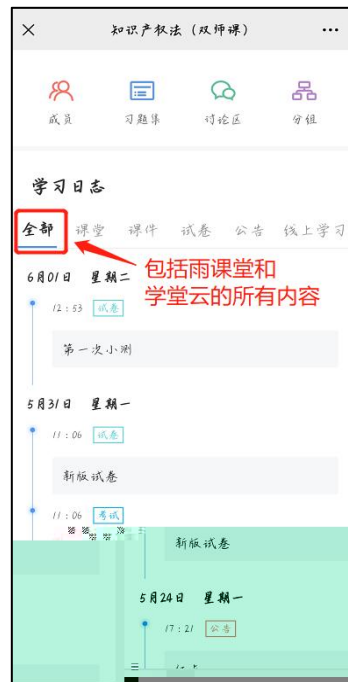 知识产权法（双师课）
成员 习题集 讨论区 分组
学习日志
全部 课堂 课件 试卷 公告 线上学习
包括雨课堂和
学堂云的所有内容
6月01日 星期二
12:53 试卷
第一次小测
5月31日 星期一
11:06 试卷
新版试卷
11:06 考试
新版试卷
5月24日 星期一
17:21 公告